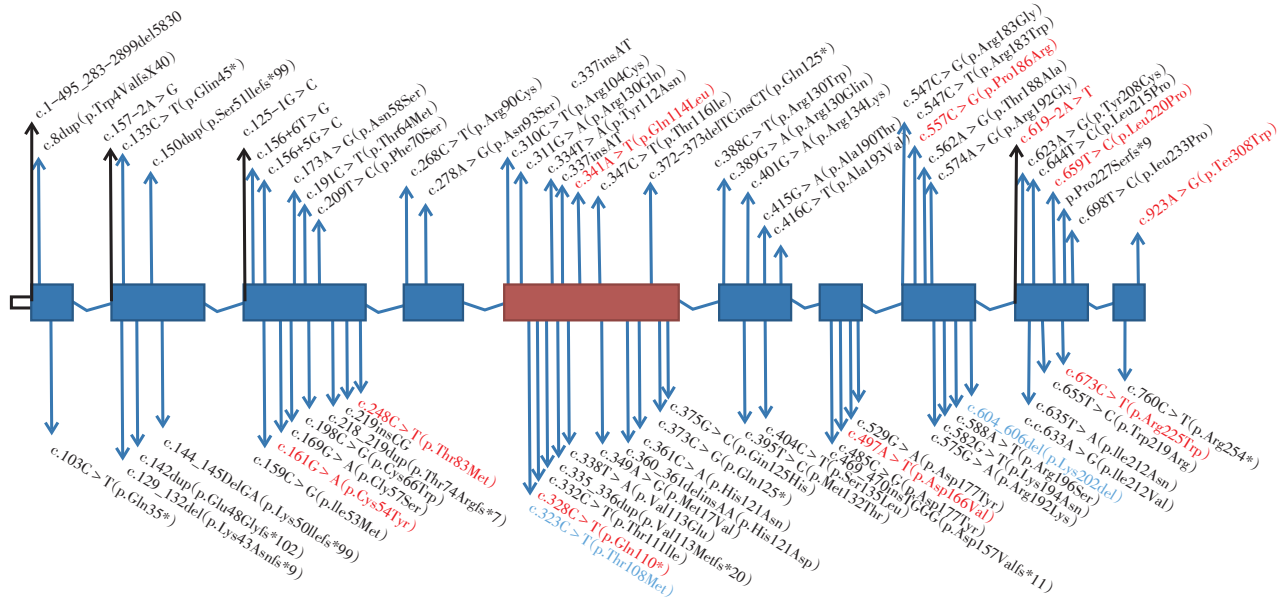 c.1-495_283-2899del5830
c.8dup(p.Trp4ValfsX40)
c.157-2A>G
c.133C>T(p.Gln45*)
c.150dup(p.Ser51Ilefs*99)
c.125-1G>C
c.156+6T>G
c.156+5G>C
c.173A>G(p.Asn58Ser)
c.191C>T(p.Thr64Met)
c.209T>C(p.Phe70Ser)
c.268C>T(p.Arg90Cys)
c.278A>G(p.Asn93Ser)
c.310C>T(p.Arg104Cys)
c.311G>A(p.Arg130Gln)
c.337insAT
c.334T>A(p.Tyr112Asn)
c.337insAT
c.341A>T(p.Gln114Leu)
c.347C>T(p.Thr116Ile)
c.372-373delTCinsCT(p.Gln125*)
c.388C>T(p.Arg130Trp)
c.389G>A(p.Arg130Glnn)
c.401G>A(p.Arg134Lys)
c.415G>A(p.Ala190Thr)
c.416C>T(p.Ala193Val)
c.547C>G(p.Arg183Gly)
c.547C>T(p.Arg183Trp)
c.557C>G(p.Pro186Arg)
c.562A>G(p.Thr188Ala)
c.574A>G(p.Arg192Gly)
c.619-2A>T
c.623A>G(p.Tyr208Cys)
c.644T>C(p.Leu215Pro)
c.659T>C(p.Leu220Pro)
p.Pro227Serfs*9
c.698T>C(p.Leu233Pro)
c.923A>G(p.Ter308Trp)
c.103C>T(p.Gln35*)
c.129_132del(p.Lys43Asnfs*9)
c.142dup(p.Glu48Glyfs*102)
c.144_145DelGA(p.Lys50Ilefs*99)
c.159C>G(p.Ile53Met)
c.161G>A(p.Cys54Tyr)
c.169G>A(p.Gly57Ser)
c.198C>G(p.Cys66Trp)
c.218_219dup(p.Thr74Argfs*7)
c.219insCG
c.248C>T(p.Thr83Met)
c.323C>T(p.Thr108Met)
c.328C>T(p.Gln110*)
c.332C>T(p.Thr111Ile)
c.335_336dup(p.Val113Metfs*20)
c.338T>A(p.Val113Glu)
c.349A>G(p.Met17Val)
c.360_361delinsAA(p.His121Asp)
c.361C>A(p.His121Asn)
c.373C>G(p.Gln125*)
c.375G>C(p.Gin125His)
c.395T>C(p.Met132Thr)
c.404C>T(p.Ser135Leu)
c.469_470insTGGG(p.Asp157Valfs*11)
c.485C>G(p.Asp177Tyr)
c.497A>T(p.Asp166Val)
c.529G>A(p.Asp177Tyr)
c.575G>A(p.Arg192Lys)
c.582G>T(p.Lys194Asn)
c.588A>T(p.Arg196Ser)
c.604_606del(p.Lys202del)
c.633A>G(p.Ile212Val)
c.635T>A(p.Ile212Asn)
c.655T>C(p.Trp219Arg)
c.673C>T(p.Arg225Trp)
c.760C>T(p.Arg254*)